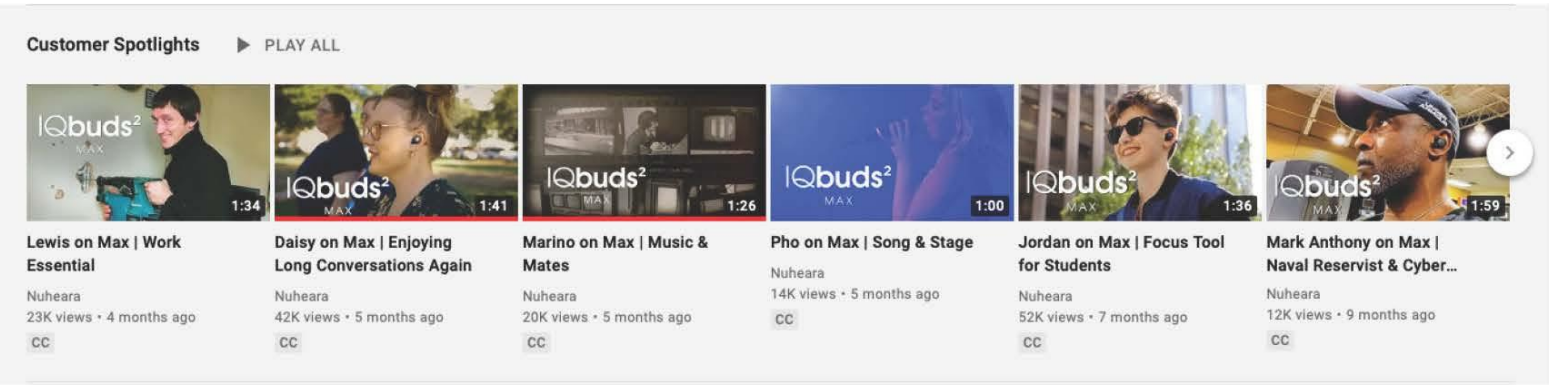 Customer Spotlights
PLAY ALL
IQbuds²
MAX
1:34
Lewis on Max | Work
Essential
Nuheara
23K views • 4 months ago
CC
IQbuds²
MAX
1:41
Daisy on Max | Enjoying
Long Conversations Again
Nuheara
42K views • 5 months ago
CC
IQbuds²
MAX
1:26
Marino on Max | Music &
Mates
Nuheara
20K views • 5 months ago
CC
IQbuds²
MAX
1:00
Pho on Max | Song & Stage
Nuheara
14K views • 5 months ago
CC
IQbuds²
MAX
1:36
Jordan on Max | Focus Tool
for Students
Nuheara
52K views • 7 months ago
CC
IQbuds²
MAX
1:59
Mark Anthony on Max |
Naval Reservist & Cyber…
Nuheara
12K views • 9 months ago
CC